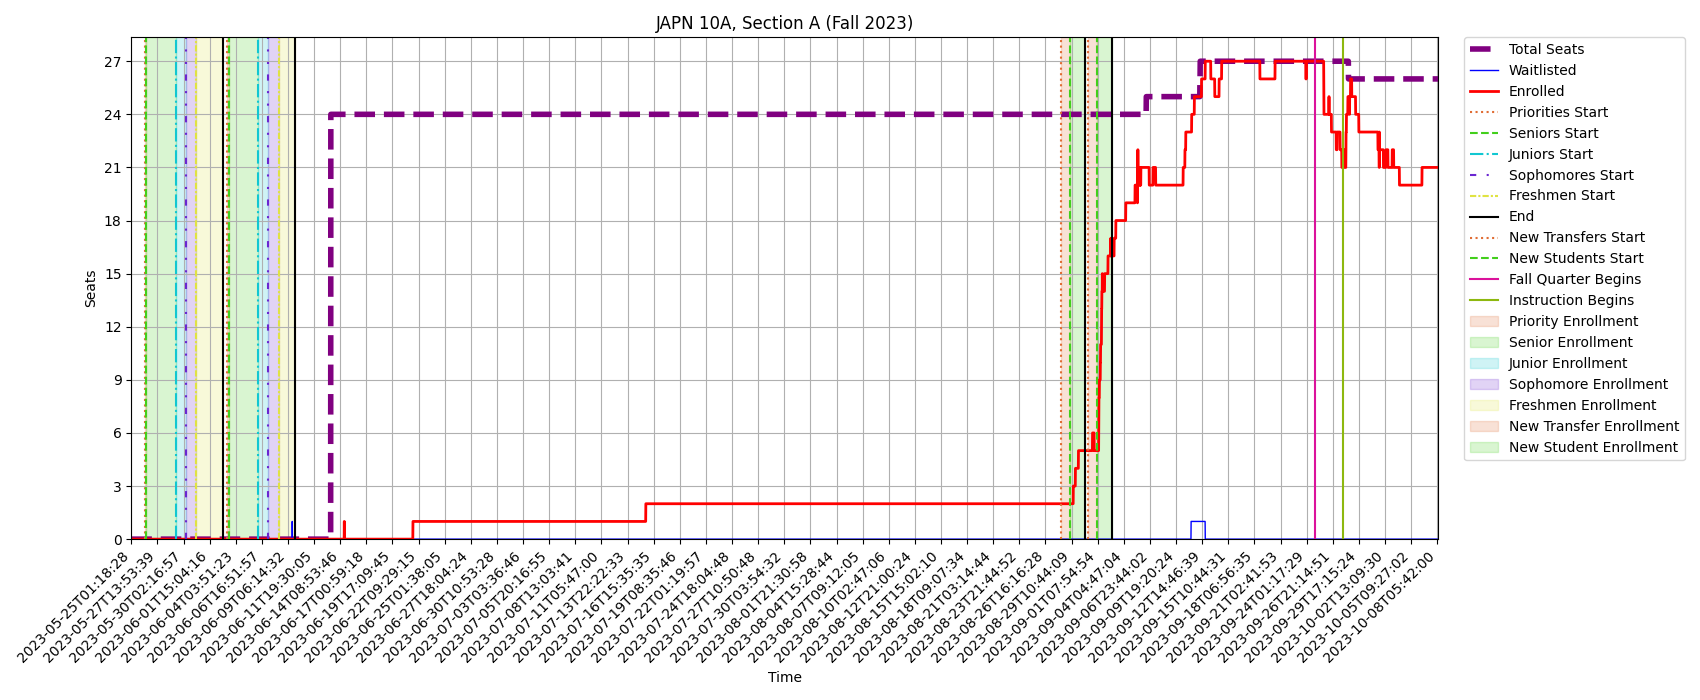 JAPN 10A, Section A (Fall 2023)
Seats
27
24
21
18
15
12
9
6
3
0
2023-05-25T01:18:28
2023-05-27T13:53:39
2023-05-30T02:16:57
2023-06-01T15:04:16
2023-06-04T03:51:23
2023-06-06T16:51:57
2023-06-09T06:14:32
2023-06-11T19:30:05
2023-06-14T08:53:46
2023-06-17T00:59:18
2023-06-19T17:09:45
2023-06-22T09:29:15
2023-06-25T01:38:05
2023-06-27T18:04:24
2023-06-30T10:53:28
2023-07-03T03:36:46
2023-07-05T20:16:55
2023-07-08T13:03:41
2023-07-11T05:47:00
2023-07-13T22:22:33
2023-07-16T15:35:35
2023-07-19T08:35:46
2023-07-22T01:19:57
2023-07-24T18:04:48
2023-07-27T10:50:48
2023-07-30T03:54:32
2023-08-01T21:30:58
2023-08-04T15:28:44
2023-08-07T09:12:05
2023-08-10T02:47:06
2023-08-12T21:00:24
2023-08-15T15:02:10
2023-08-18T09:07:34
2023-08-21T03:14:44
2023-08-23T21:44:52
2023-08-26T16:16:28
2023-08-29T10:44:09
2023-09-01T07:54:54
2023-09-04T04:47:04
2023-09-06T23:44:02
2023-09-09T19:20:24
2023-09-12T14:46:39
2023-09-15T10:44:31
2023-09-18T06:56:35
2023-09-21T02:41:53
2023-09-24T01:17:29
2023-09-26T21:14:51
2023-09-29T17:15:24
2023-10-02T13:09:30
2023-10-05T09:27:02
2023-10-08T05:42:00
Time
Total Seats
Waitlisted
Enrolled
Priorities Start
Seniors Start
Juniors Start
Sophomores Start
Freshmen Start
End
New Transfers Start
New Students Start
Fall Quarter Begins
Instruction Begins
Priority Enrollment
Senior Enrollment
Junior Enrollment
Sophomore Enrollment
Freshmen Enrollment
New Transfer Enrollment
New Student Enrollment